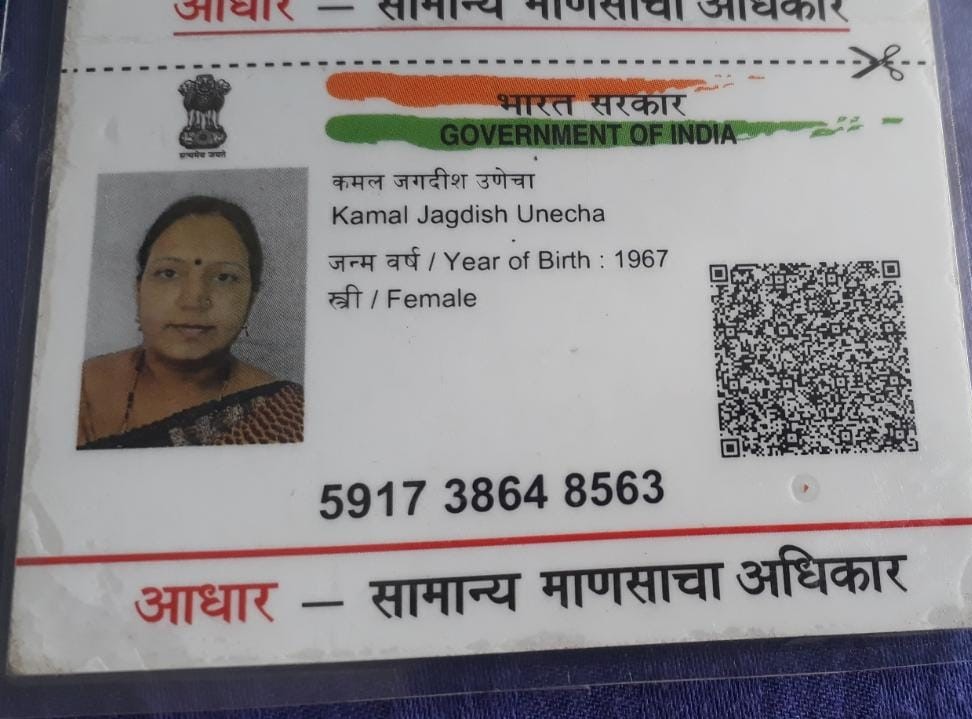 आधार — सामान्य माणसाचा अधिकार
सत्यमेव जयते
भारत सरकार
GOVERNMENT OF INDIA
कमल जगदीश उणेचा
Kamal Jagdish Unecha
जन्म वर्ष / Year of Birth : 1967
स्त्री / Female
5917 3864 8563
आधार — सामान्य माणसाचा अधिकार